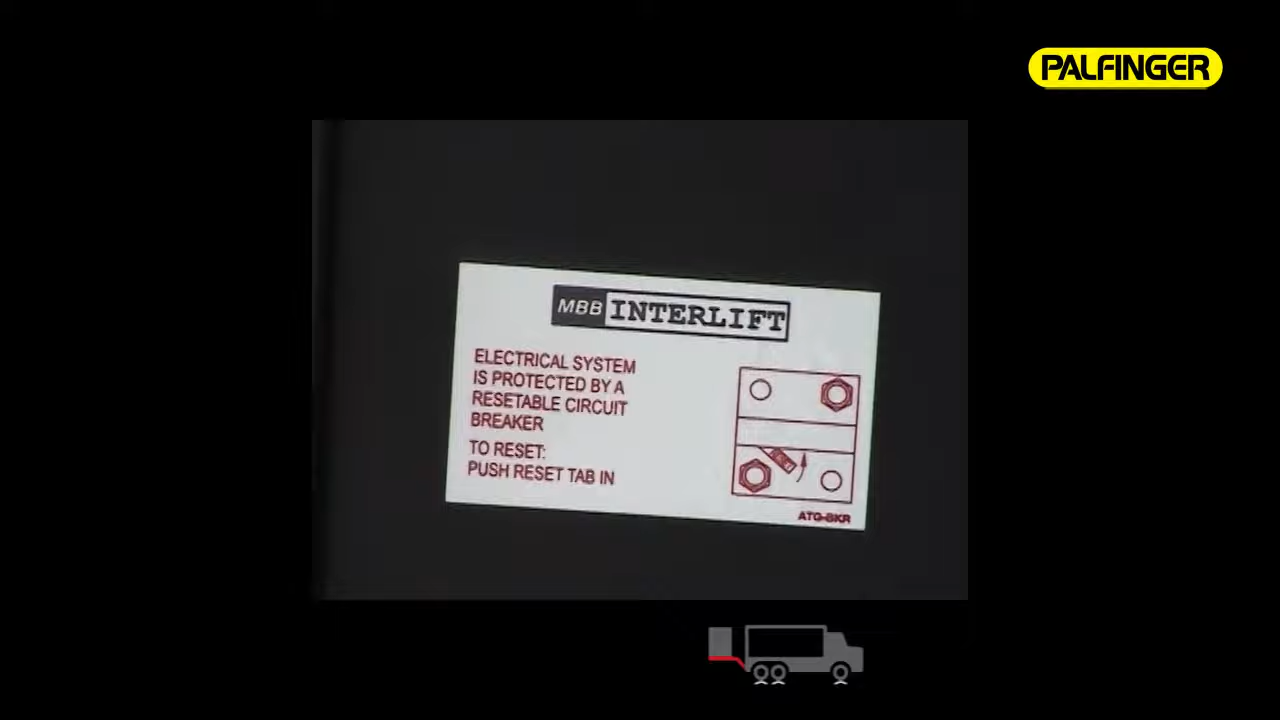 PALFINGER
MBB INTERLIFT
ELECTRICAL SYSTEM
IS PROTECTED BY A
RESETABLE CIRCUIT
BREAKER
TO RESET:
PUSH RESET TAB IN
ATG-BKR